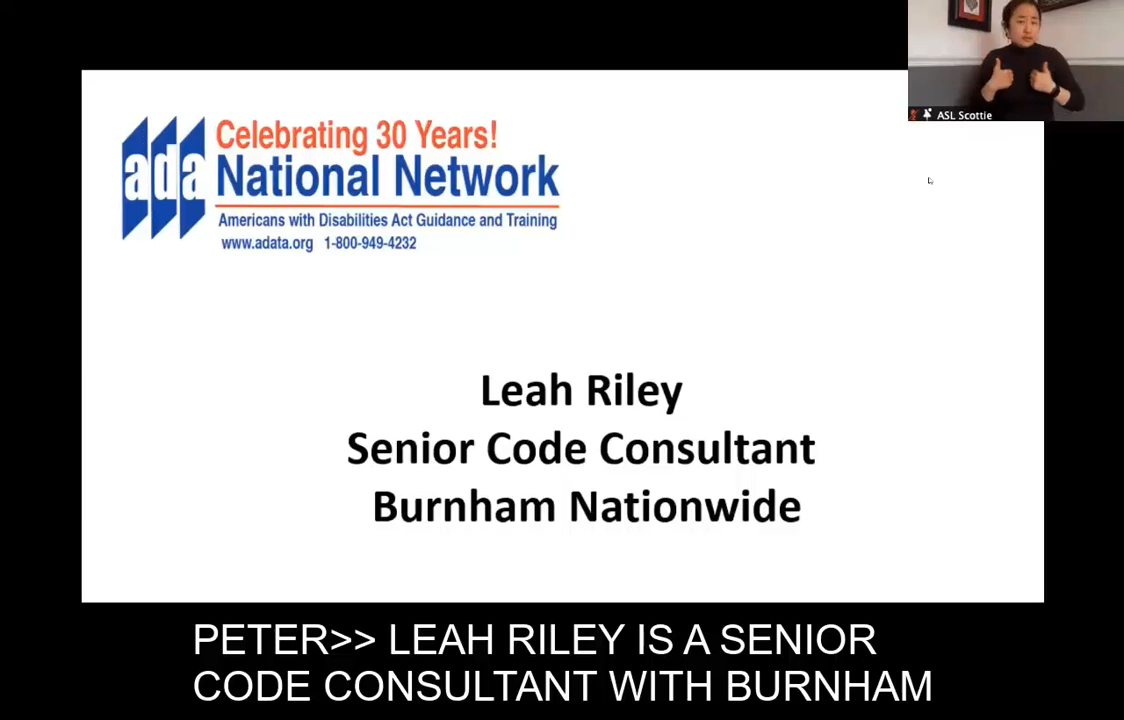 ASL Scottie
ada
Celebrating 30 Years!
National Network
Americans with Disabilities Act Guidance and Training
www.adata.org 1-800-949-4232
Leah Riley
Senior Code Consultant
Burnham Nationwide
PETER>> LEAH RILEY IS A SENIOR
CODE CONSULTANT WITH BURNHAM